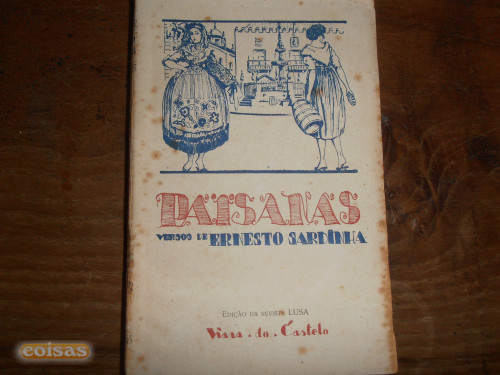 PAISANAS
VERSOS DE ERNESTO SARDINHA
EDIÇÃO DA REVISTA LUSA
Viana-do-Castelo
coisas